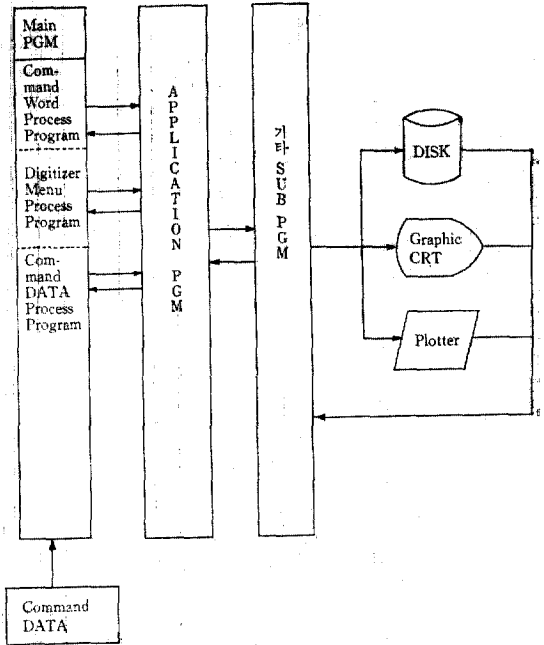 Main
PGM
Com-
mand
Word
Process
Program
Digitizer
Menu
Process
Program
Com-
mand
DATA
Process
Program
APPLICATION PGM
기타 SUB PGM
DISK
Graphic
CRT
Plotter
Command
DATA